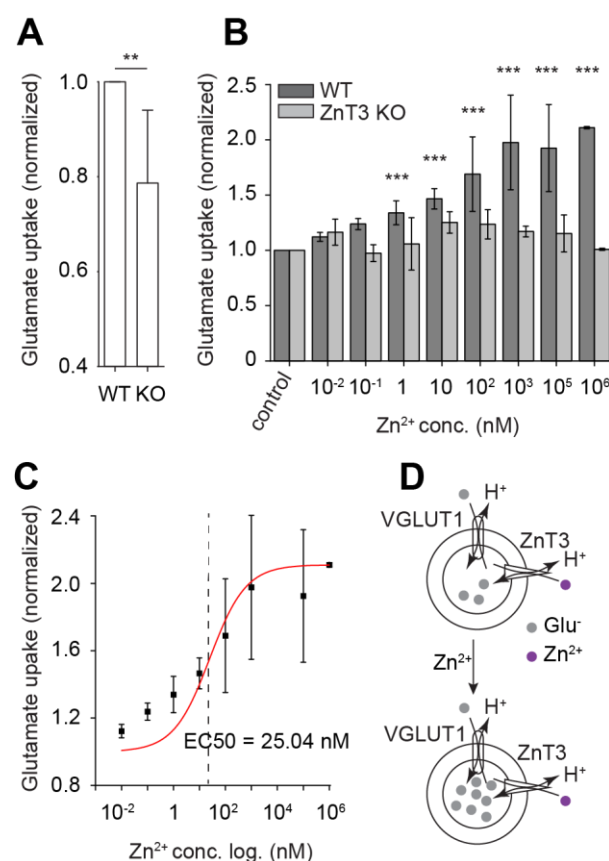 A
**
Glutamate uptake (normalized)
1.0
0.8
0.6
0.4
WT KO
B
WT
ZnT3 KO
*** *** *** *** *** ***
Glutamate uptake (normalized)
2.5
2.0
1.5
1.0
0.5
0
control 10⁻² 10⁻¹ 1 10 10² 10³ 10⁵ 10⁶
Zn²⁺ conc. (nM)
C
Glutamate upake (normalized)
2.4
2.0
1.6
1.2
0.8
EC50 = 25.04 nM
10⁻² 1 10² 10⁴ 10⁶
Zn²⁺ conc. log. (nM)
D
H⁺
VGLUT1
ZnT3
H⁺
Glu⁻
Zn²⁺
Zn²⁺
H⁺
VGLUT1
ZnT3
H⁺